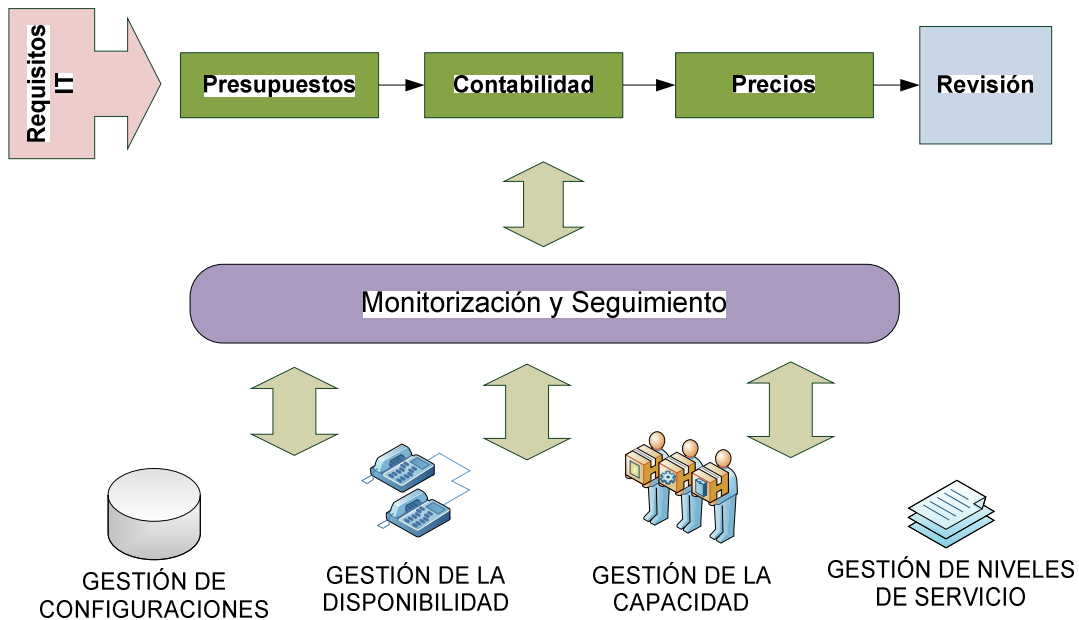 Requisitos
IT
Presupuestos
Contabilidad
Precios
Revisión
Monitorización y Seguimiento
GESTIÓN DE
CONFIGURACIONES
GESTIÓN DE LA
DISPONIBILIDAD
GESTIÓN DE LA
CAPACIDAD
GESTIÓN DE NIVELES
DE SERVICIO